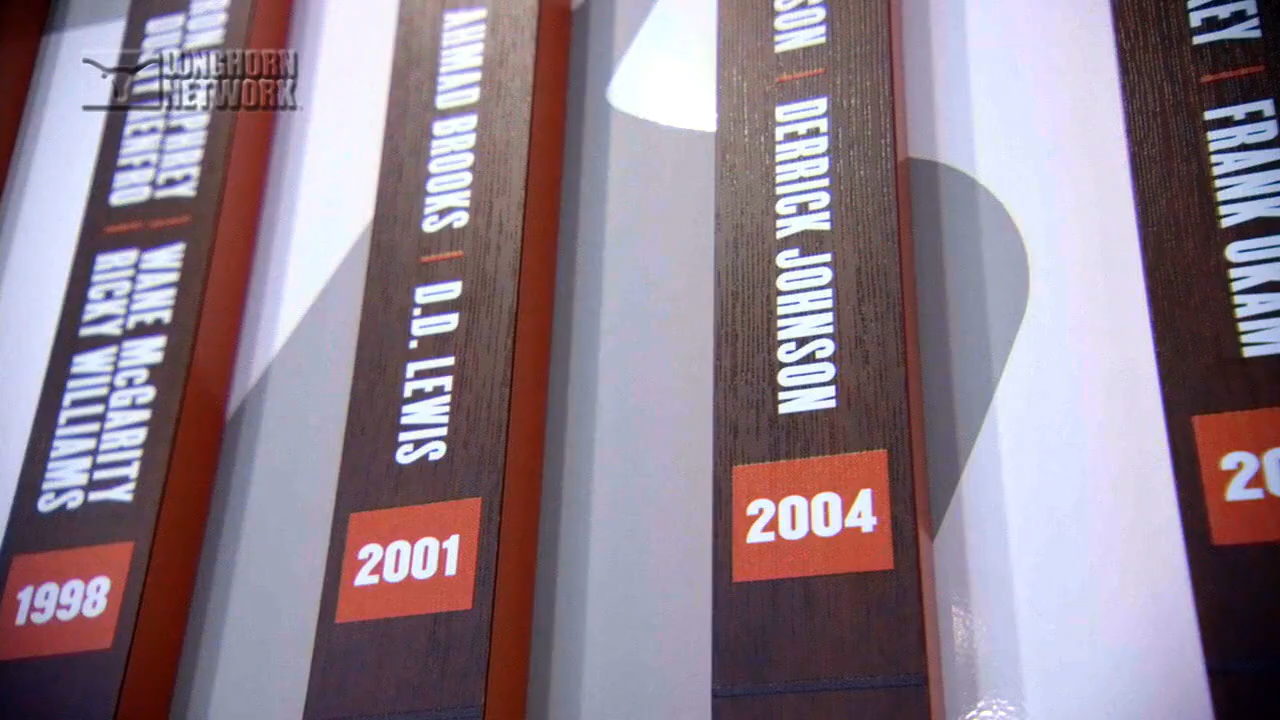 LONGHORN
NETWORK
WANE McGARITY
RICKY WILLIAMS
1998
AHMAD BROOKS | D.D. LEWIS
2001
| DERRICK JOHNSON
2004
| FRANK OKAM